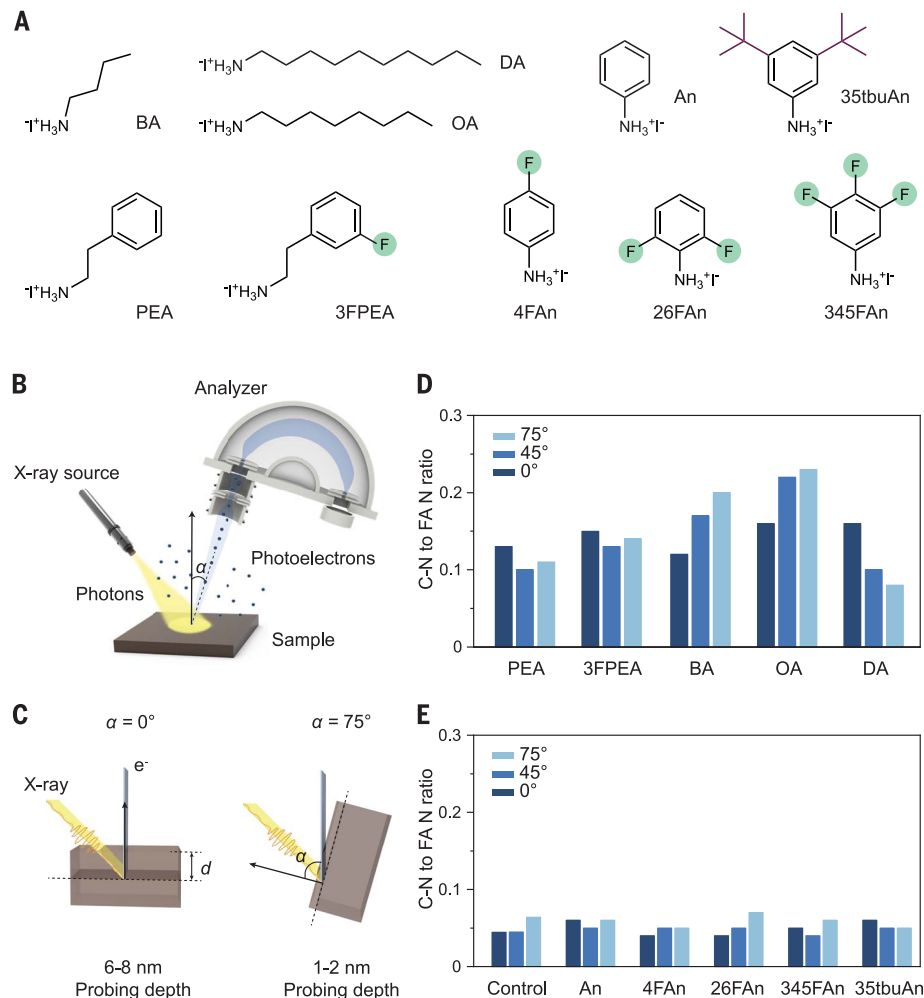 A
-I+H3N
BA
-I+H3N
DA
-I+H3N
OA
An
NH3+I-
35tbuAn
NH3+I-
-I+H3N
PEA
F
-I+H3N
3FPEA
F
NH3+I-
4FAn
F
F
NH3+I-
26FAn
F
F
F
NH3+I-
345FAn
B
Analyzer
X-ray source
Photoelectrons
α
Photons
Sample
C
α = 0°
α = 75°
X-ray
e-
d
α
6-8 nm
Probing depth
1-2 nm
Probing depth
D
C-N to FA N ratio
0.3
0.2
0.1
0
75°
45°
0°
PEA
3FPEA
BA
OA
DA
E
C-N to FA N ratio
0.3
0.2
0.1
0
75°
45°
0°
Control
An
4FAn
26FAn
345FAn
35tbuAn